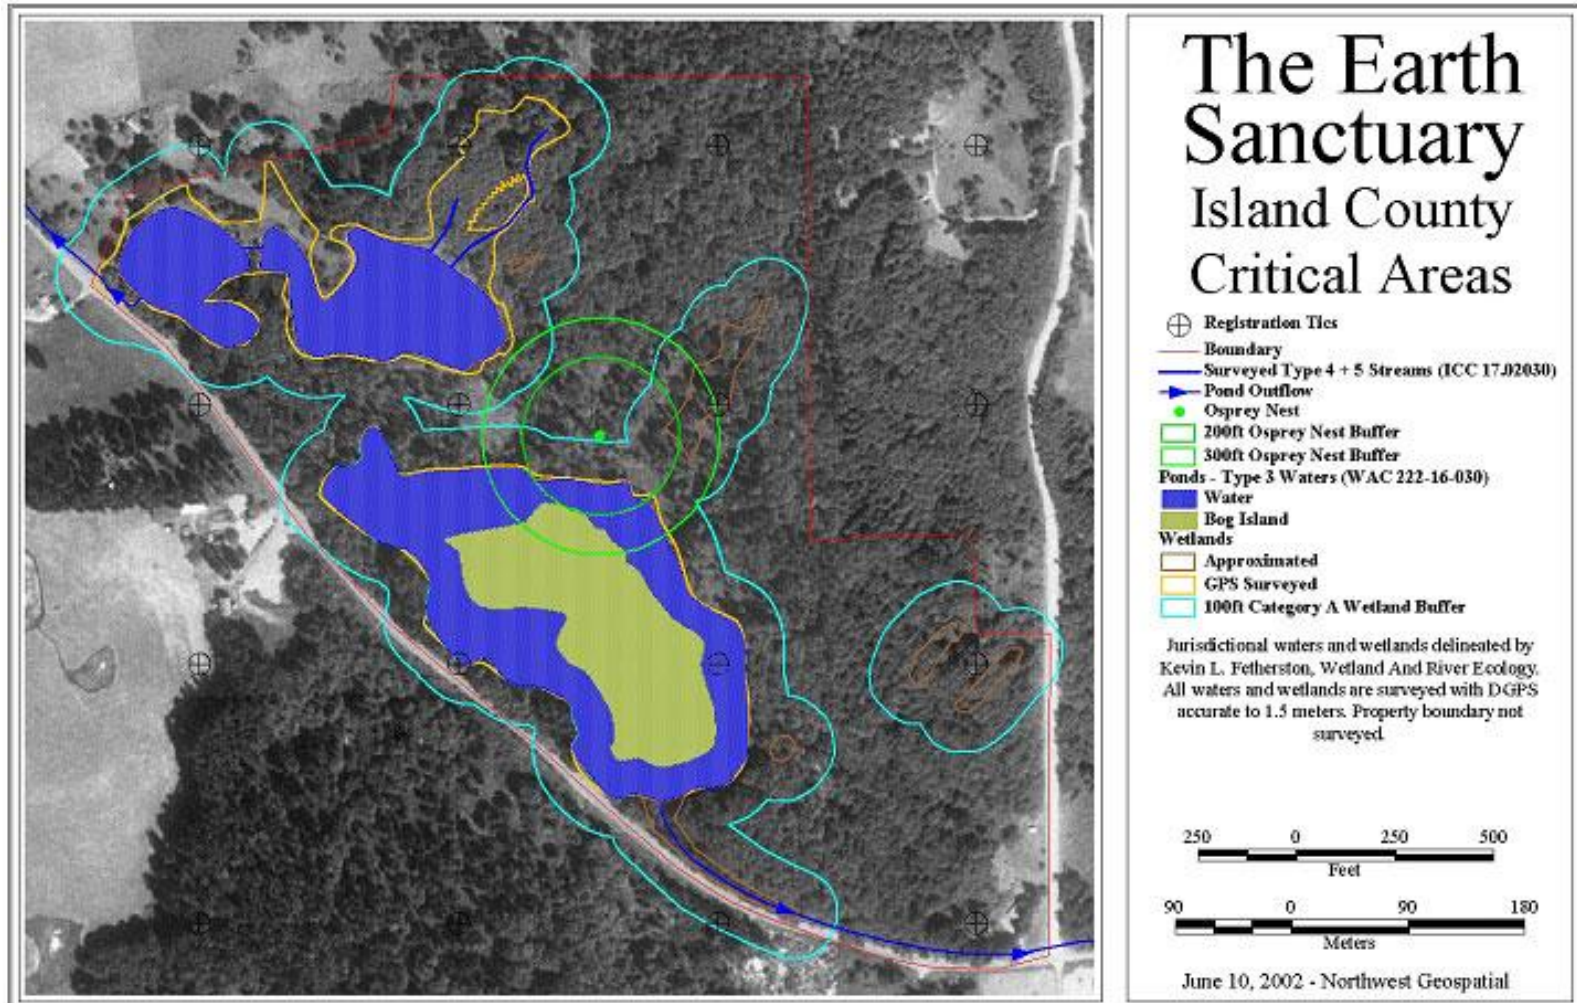 The Earth
Sanctuary
Island County
Critical Areas
Registration Tics
Boundary
Surveyed Type 4 + 5 Streams (ICC 17.02030)
Pond Outflow
Osprey Nest
200ft Osprey Nest Buffer
300ft Osprey Nest Buffer
Ponds - Type 3 Waters (WAC 222-16-030)
Water
Bog Island
Wetlands
Approximated
GPS Surveyed
100ft Category A Wetland Buffer
Jurisdictional waters and wetlands delineated by
Kevin L. Fetherston, Wetland And River Ecology.
All waters and wetlands are surveyed with DGPS
accurate to 1.5 meters. Property boundary not
surveyed.
250 0 250 500
Feet
90 0 90 180
Meters
June 10, 2002 - Northwest Geospatial